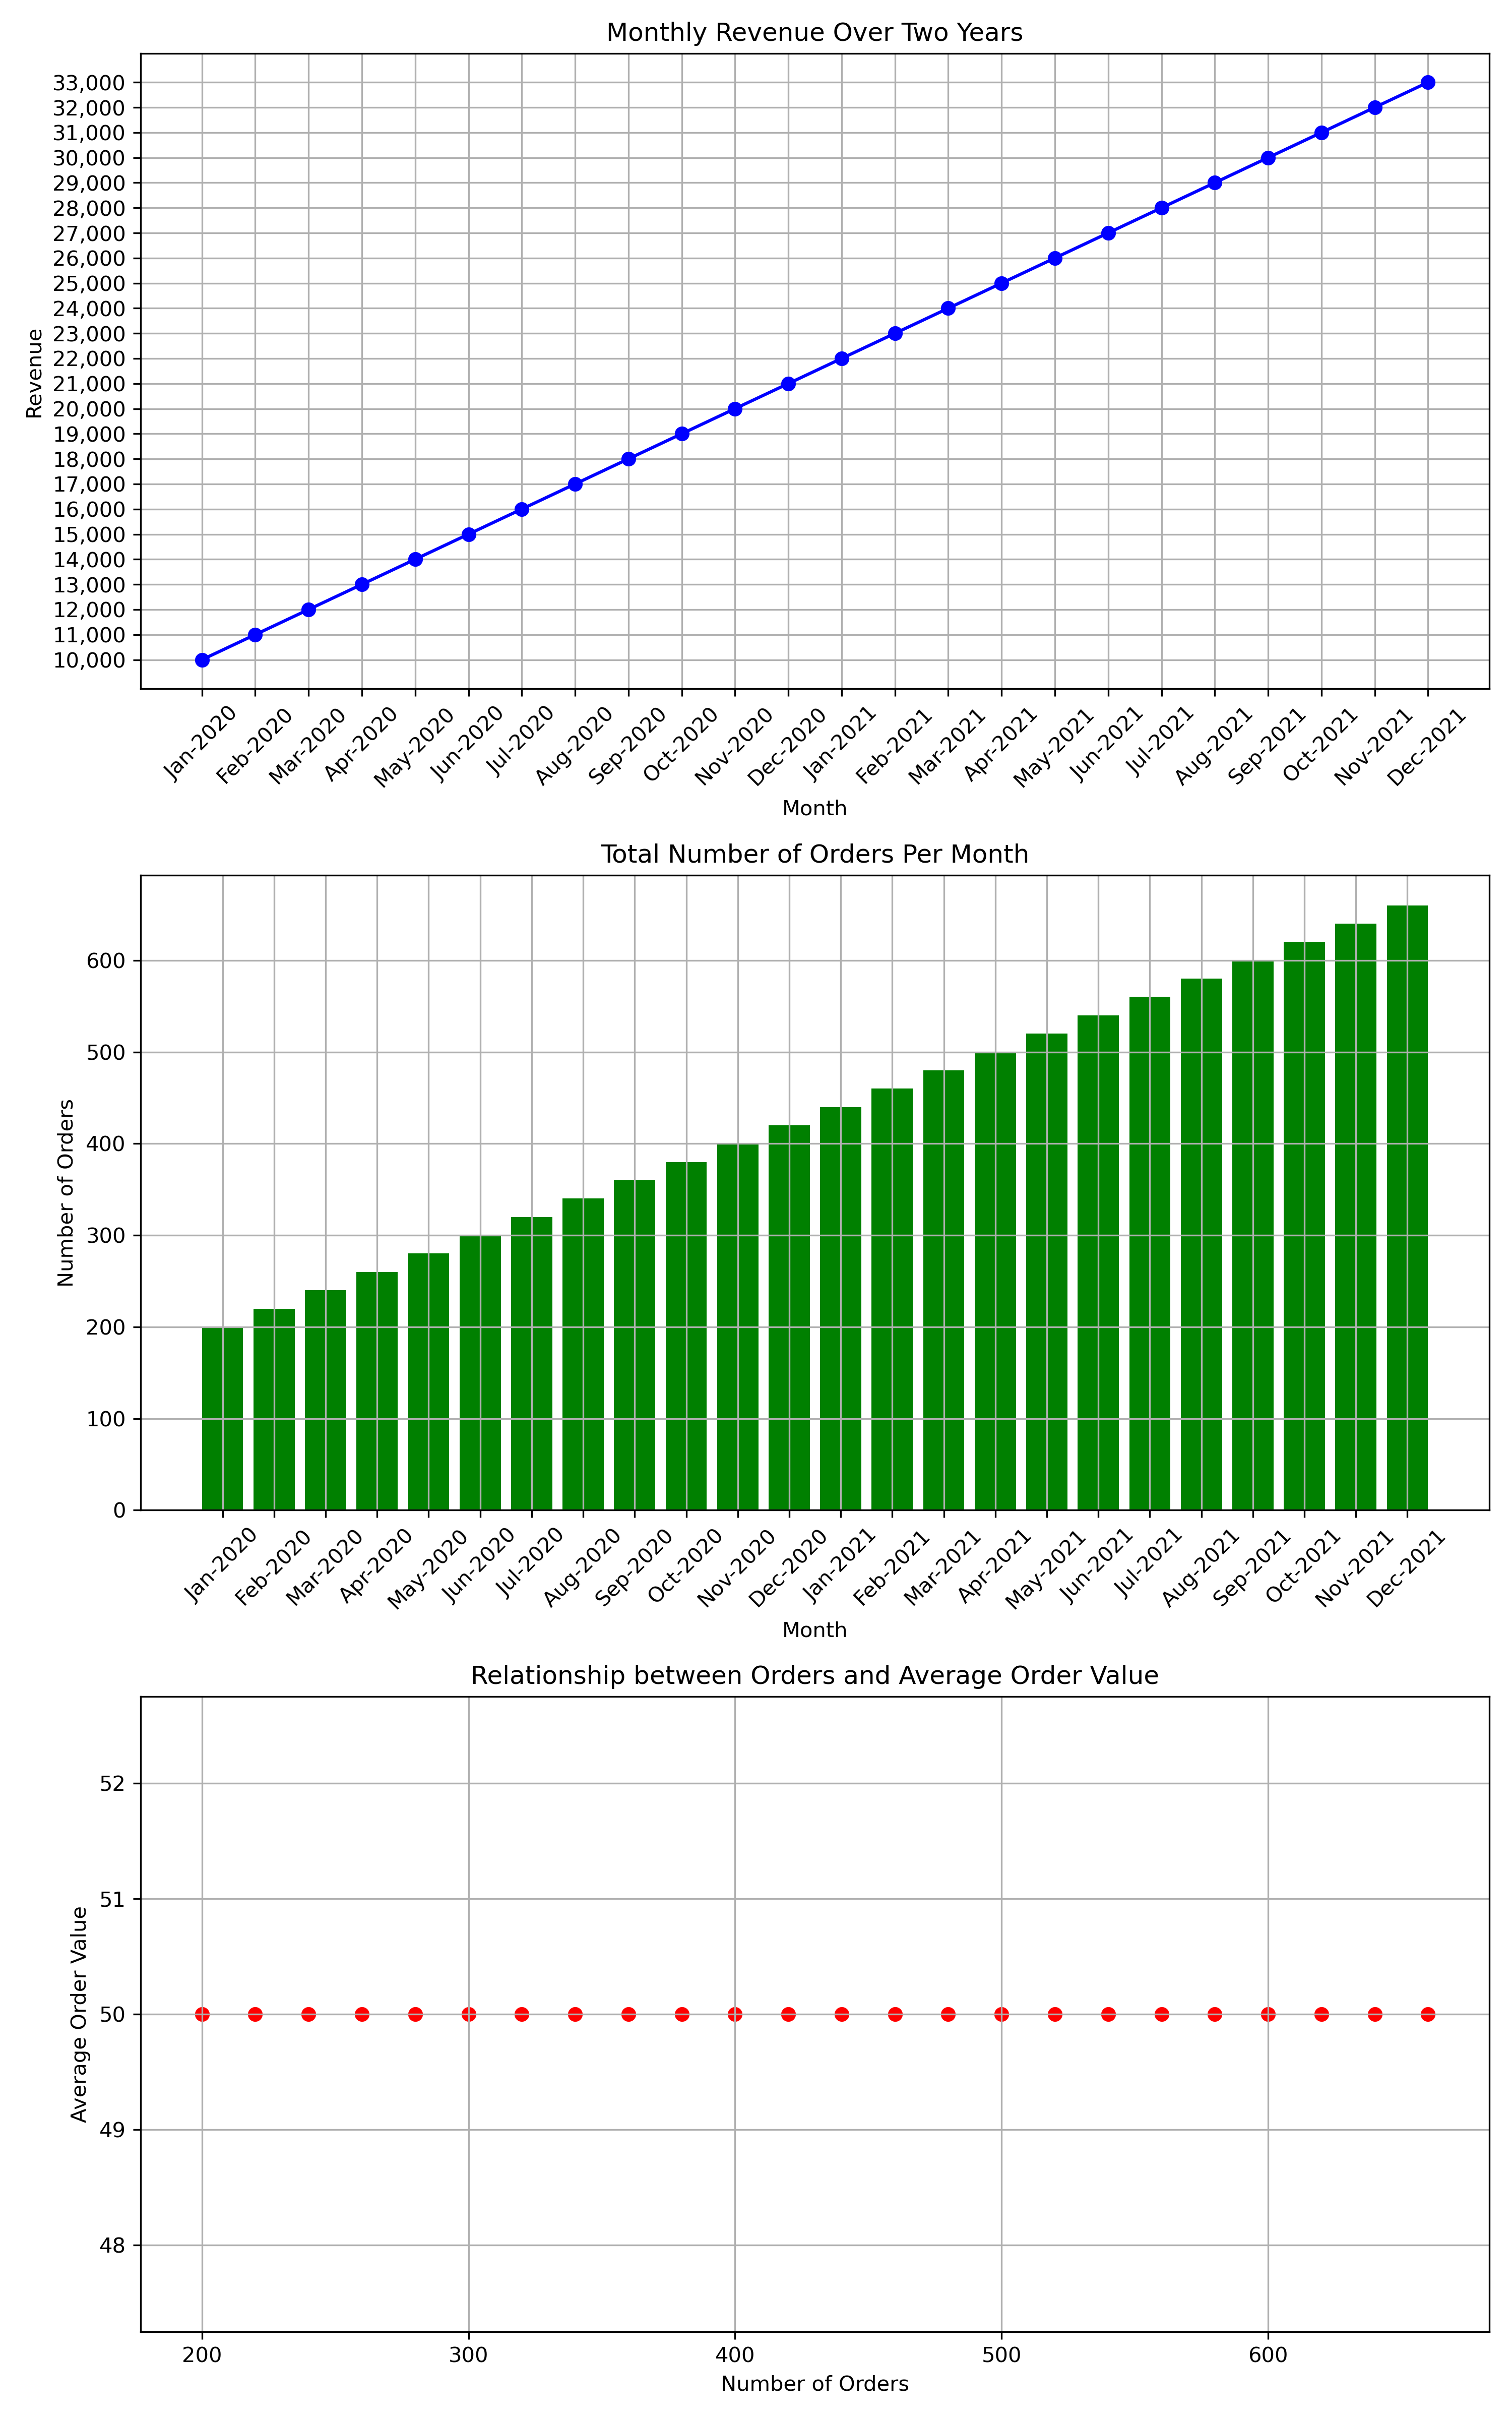 Monthly Revenue Over Two Years
33,000
32,000
31,000
30,000
29,000
28,000
27,000
26,000
25,000
24,000
23,000
22,000
21,000
20,000
19,000
18,000
17,000
16,000
15,000
14,000
13,000
12,000
11,000
10,000
Revenue
Jan-2020
Feb-2020
Mar-2020
Apr-2020
May-2020
Jun-2020
Jul-2020
Aug-2020
Sep-2020
Oct-2020
Nov-2020
Dec-2020
Jan-2021
Feb-2021
Mar-2021
Apr-2021
May-2021
Jun-2021
Jul-2021
Aug-2021
Sep-2021
Oct-2021
Nov-2021
Dec-2021
Month
Total Number of Orders Per Month
600
500
400
300
200
100
0
Number of Orders
Jan-2020
Feb-2020
Mar-2020
Apr-2020
May-2020
Jun-2020
Jul-2020
Aug-2020
Sep-2020
Oct-2020
Nov-2020
Dec-2020
Jan-2021
Feb-2021
Mar-2021
Apr-2021
May-2021
Jun-2021
Jul-2021
Aug-2021
Sep-2021
Oct-2021
Nov-2021
Dec-2021
Month
Relationship between Orders and Average Order Value
52
51
50
49
48
Average Order Value
200
300
400
500
600
Number of Orders